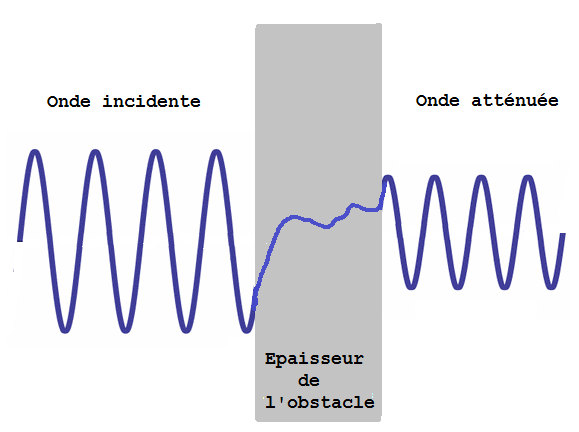 Onde incidente
Onde atténuée
Epaisseur
de
l'obstacle